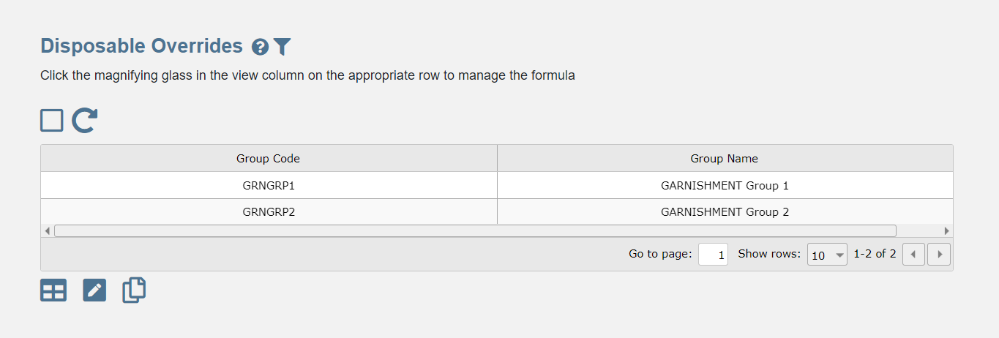 Disposable Overrides
Click the magnifying glass in the view column on the appropriate row to manage the formula
Group Code Group Name
GRNGRP1 GARNISHMENT Group 1
GRNGRP2 GARNISHMENT Group 2
Go to page: 1 Show rows: 10 1-2 of 2